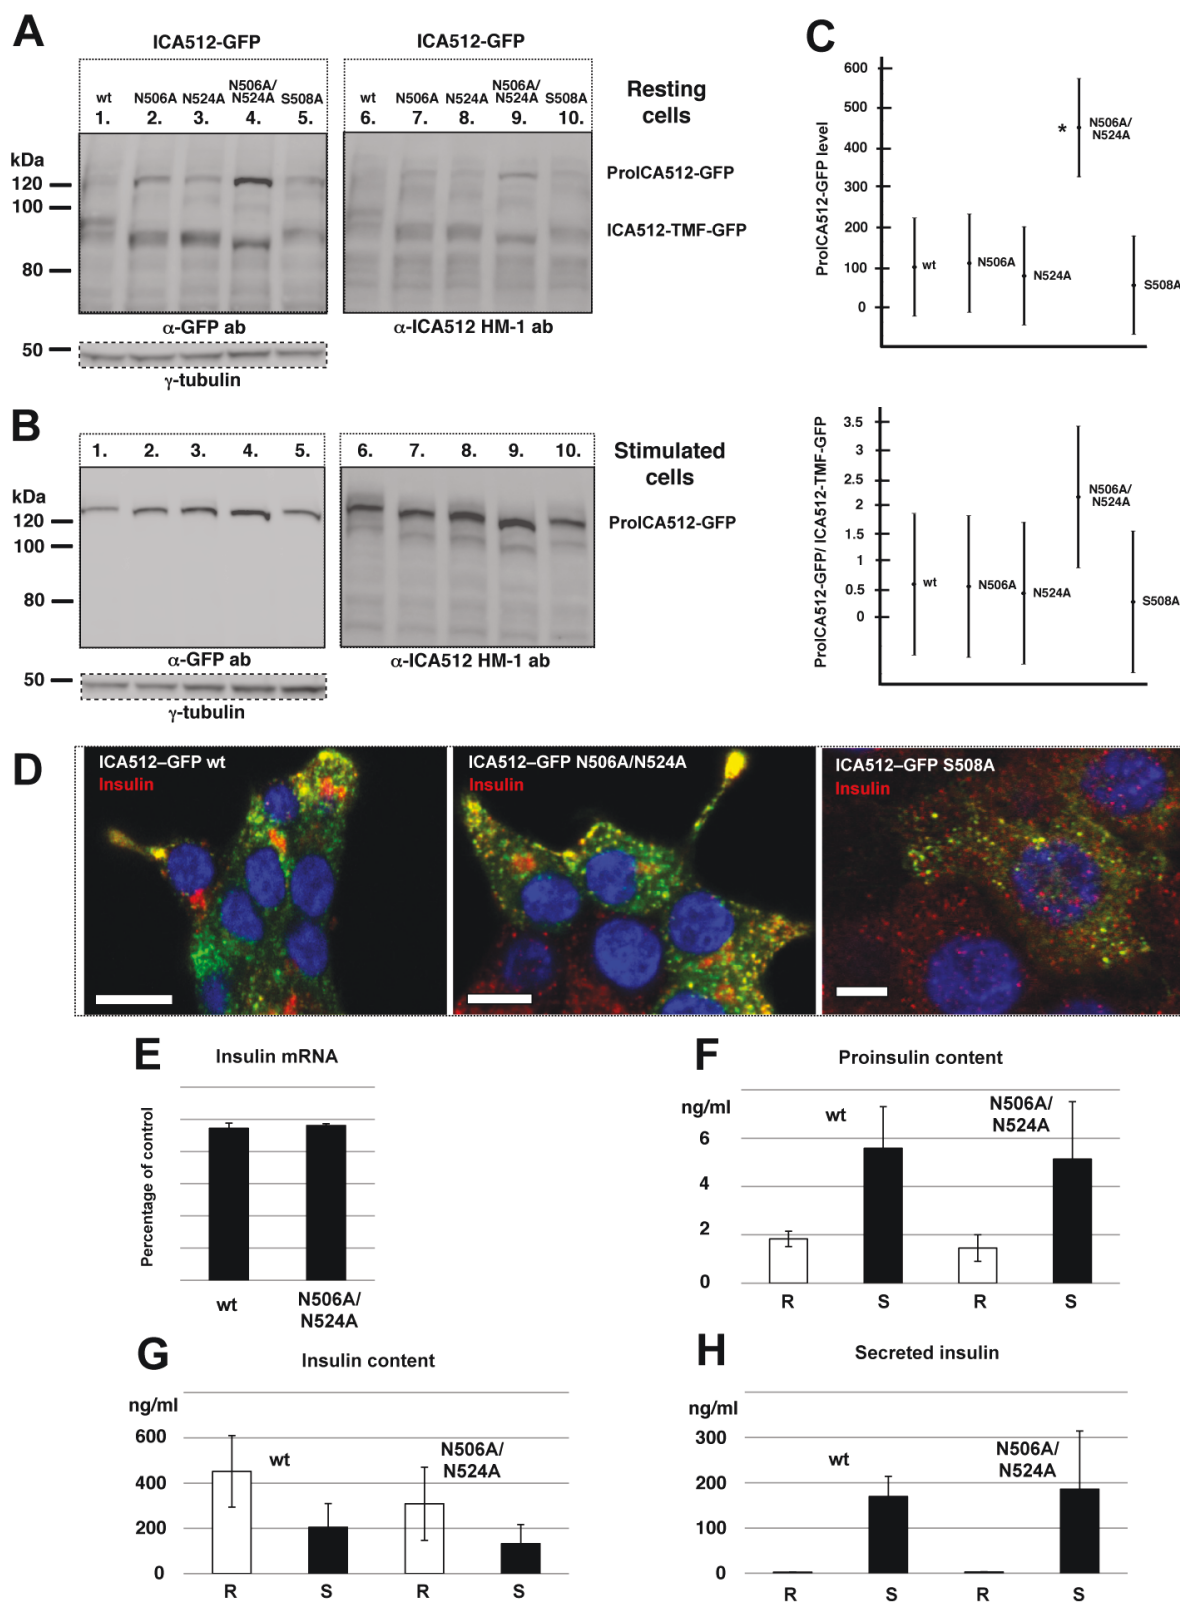 A
ICA512-GFP
ICA512-GFP
wt
N506A
N524A
N506A/
N524A
S508A
wt
N506A
N524A
N506A/
N524A
S508A
1.
2.
3.
4.
5.
6.
7.
8.
9.
10.
Resting
cells
kDa
120
100
80
ProICA512-GFP
ICA512-TMF-GFP
α-GFP ab
α-ICA512 HM-1 ab
50
γ-tubulin
B
1.
2.
3.
4.
5.
6.
7.
8.
9.
10.
Stimulated
cells
kDa
120
100
80
ProICA512-GFP
α-GFP ab
α-ICA512 HM-1 ab
50
γ-tubulin
C
ProICA512-GFP level
600
500
400
300
200
100
0
wt
N506A
N524A
*
N506A/
N524A
S508A
ProICA512-GFP/ ICA512-TMF-GFP
3.5
3
2.5
2
1.5
1
0.5
0
wt
N506A
N524A
N506A/
N524A
S508A
D
ICA512–GFP wt
Insulin
ICA512–GFP N506A/N524A
Insulin
ICA512–GFP S508A
Insulin
E
Insulin mRNA
Percentage of control
wt
N506A/
N524A
F
Proinsulin content
ng/ml
6
4
2
0
wt
N506A/
N524A
R
S
R
S
G
Insulin content
ng/ml
600
400
200
0
wt
N506A/
N524A
R
S
R
S
H
Secreted insulin
ng/ml
300
200
100
0
wt
N506A/
N524A
R
S
R
S